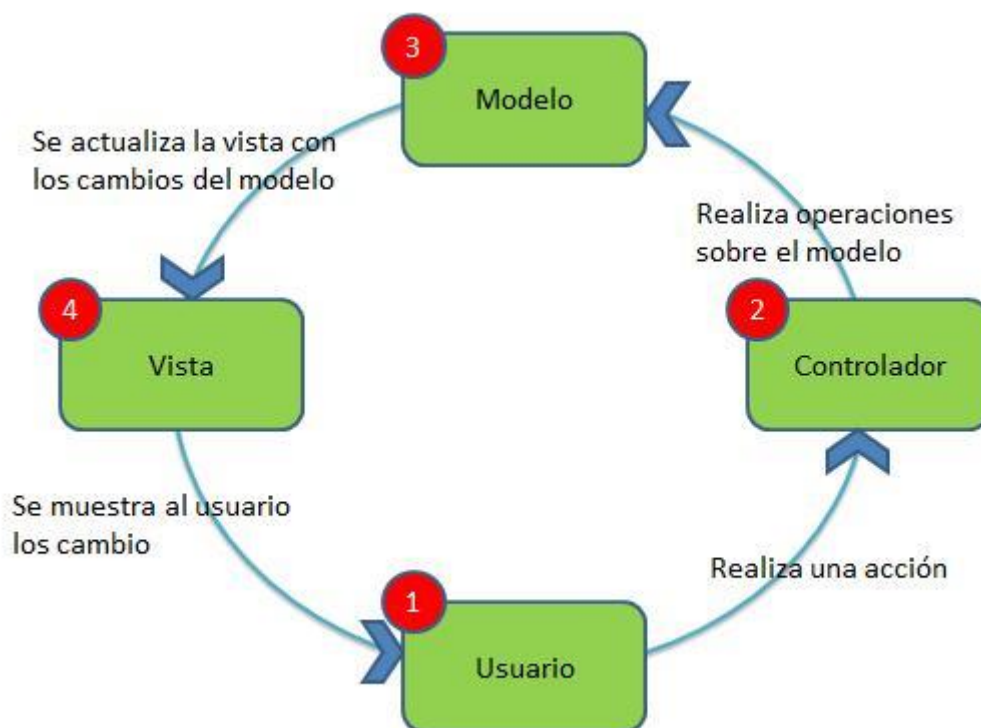 3
Modelo
Se actualiza la vista con
los cambios del modelo
Realiza operaciones
sobre el modelo
4
Vista
2
Controlador
Se muestra al usuario
los cambio
Realiza una acción
1
Usuario